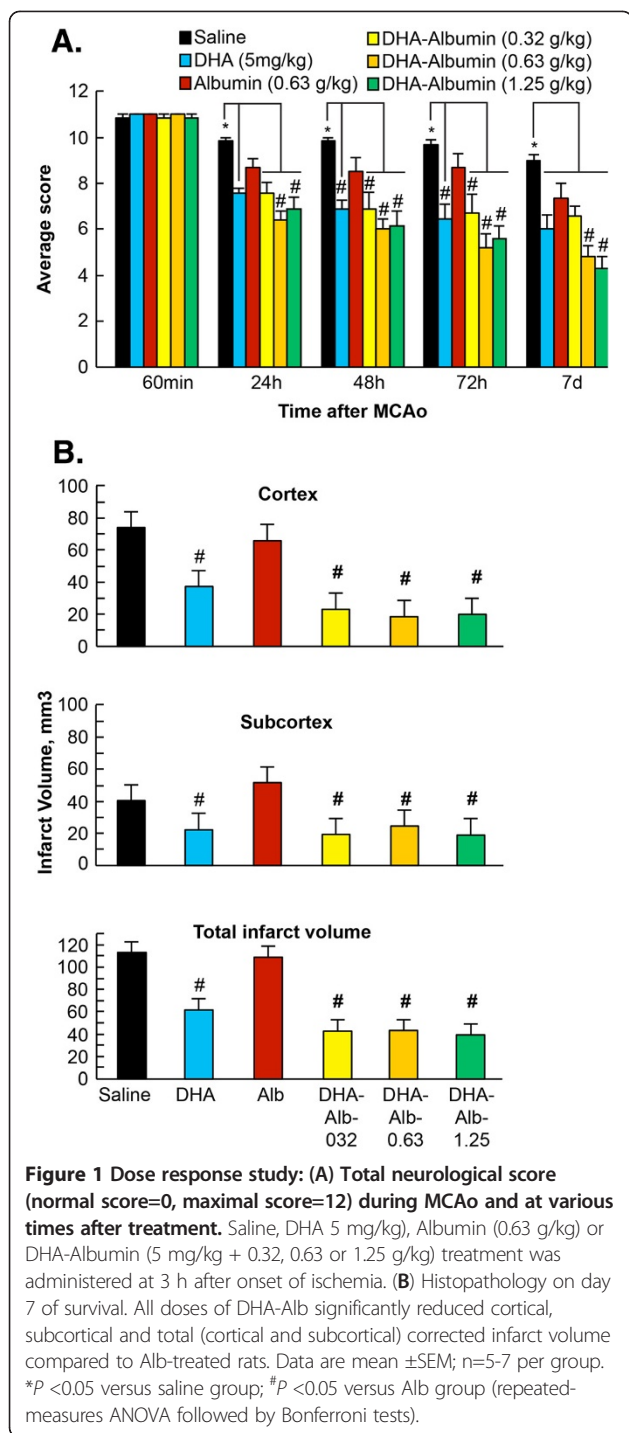 A.
Saline
DHA (5mg/kg)
Albumin (0.63 g/kg)
DHA-Albumin (0.32 g/kg)
DHA-Albumin (0.63 g/kg)
DHA-Albumin (1.25 g/kg)
Average score
12
10
8
6
4
2
0
* * * *
# # # # # # # # # # # #
60min 24h 48h 72h 7d
Time after MCAo
B.
Infarct Volume, mm3
Cortex
100
80
60
40
20
0
# # # #
Subcortex
100
80
60
40
20
0
# # # #
Total infarct volume
120
100
80
60
40
20
0
# # # #
Saline DHA Alb DHA-Alb-032 DHA-Alb-0.63 DHA-Alb-1.25
Figure 1 Dose response study: (A) Total neurological score
(normal score=0, maximal score=12) during MCAo and at various
times after treatment. Saline, DHA 5 mg/kg), Albumin (0.63 g/kg) or
DHA-Albumin (5 mg/kg + 0.32, 0.63 or 1.25 g/kg) treatment was
administered at 3 h after onset of ischemia. (B) Histopathology on day
7 of survival. All doses of DHA-Alb significantly reduced cortical,
subcortical and total (cortical and subcortical) corrected infarct volume
compared to Alb-treated rats. Data are mean ±SEM; n=5-7 per group.
*P <0.05 versus saline group; #P <0.05 versus Alb group (repeated-
measures ANOVA followed by Bonferroni tests).